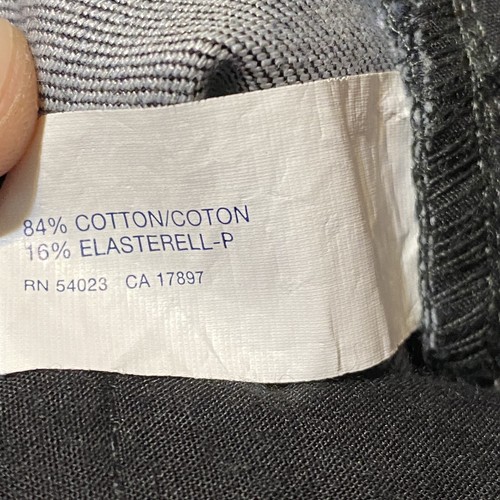 84% COTTON/COTON
16% ELASTERELL-P
RN 54023 CA 17897